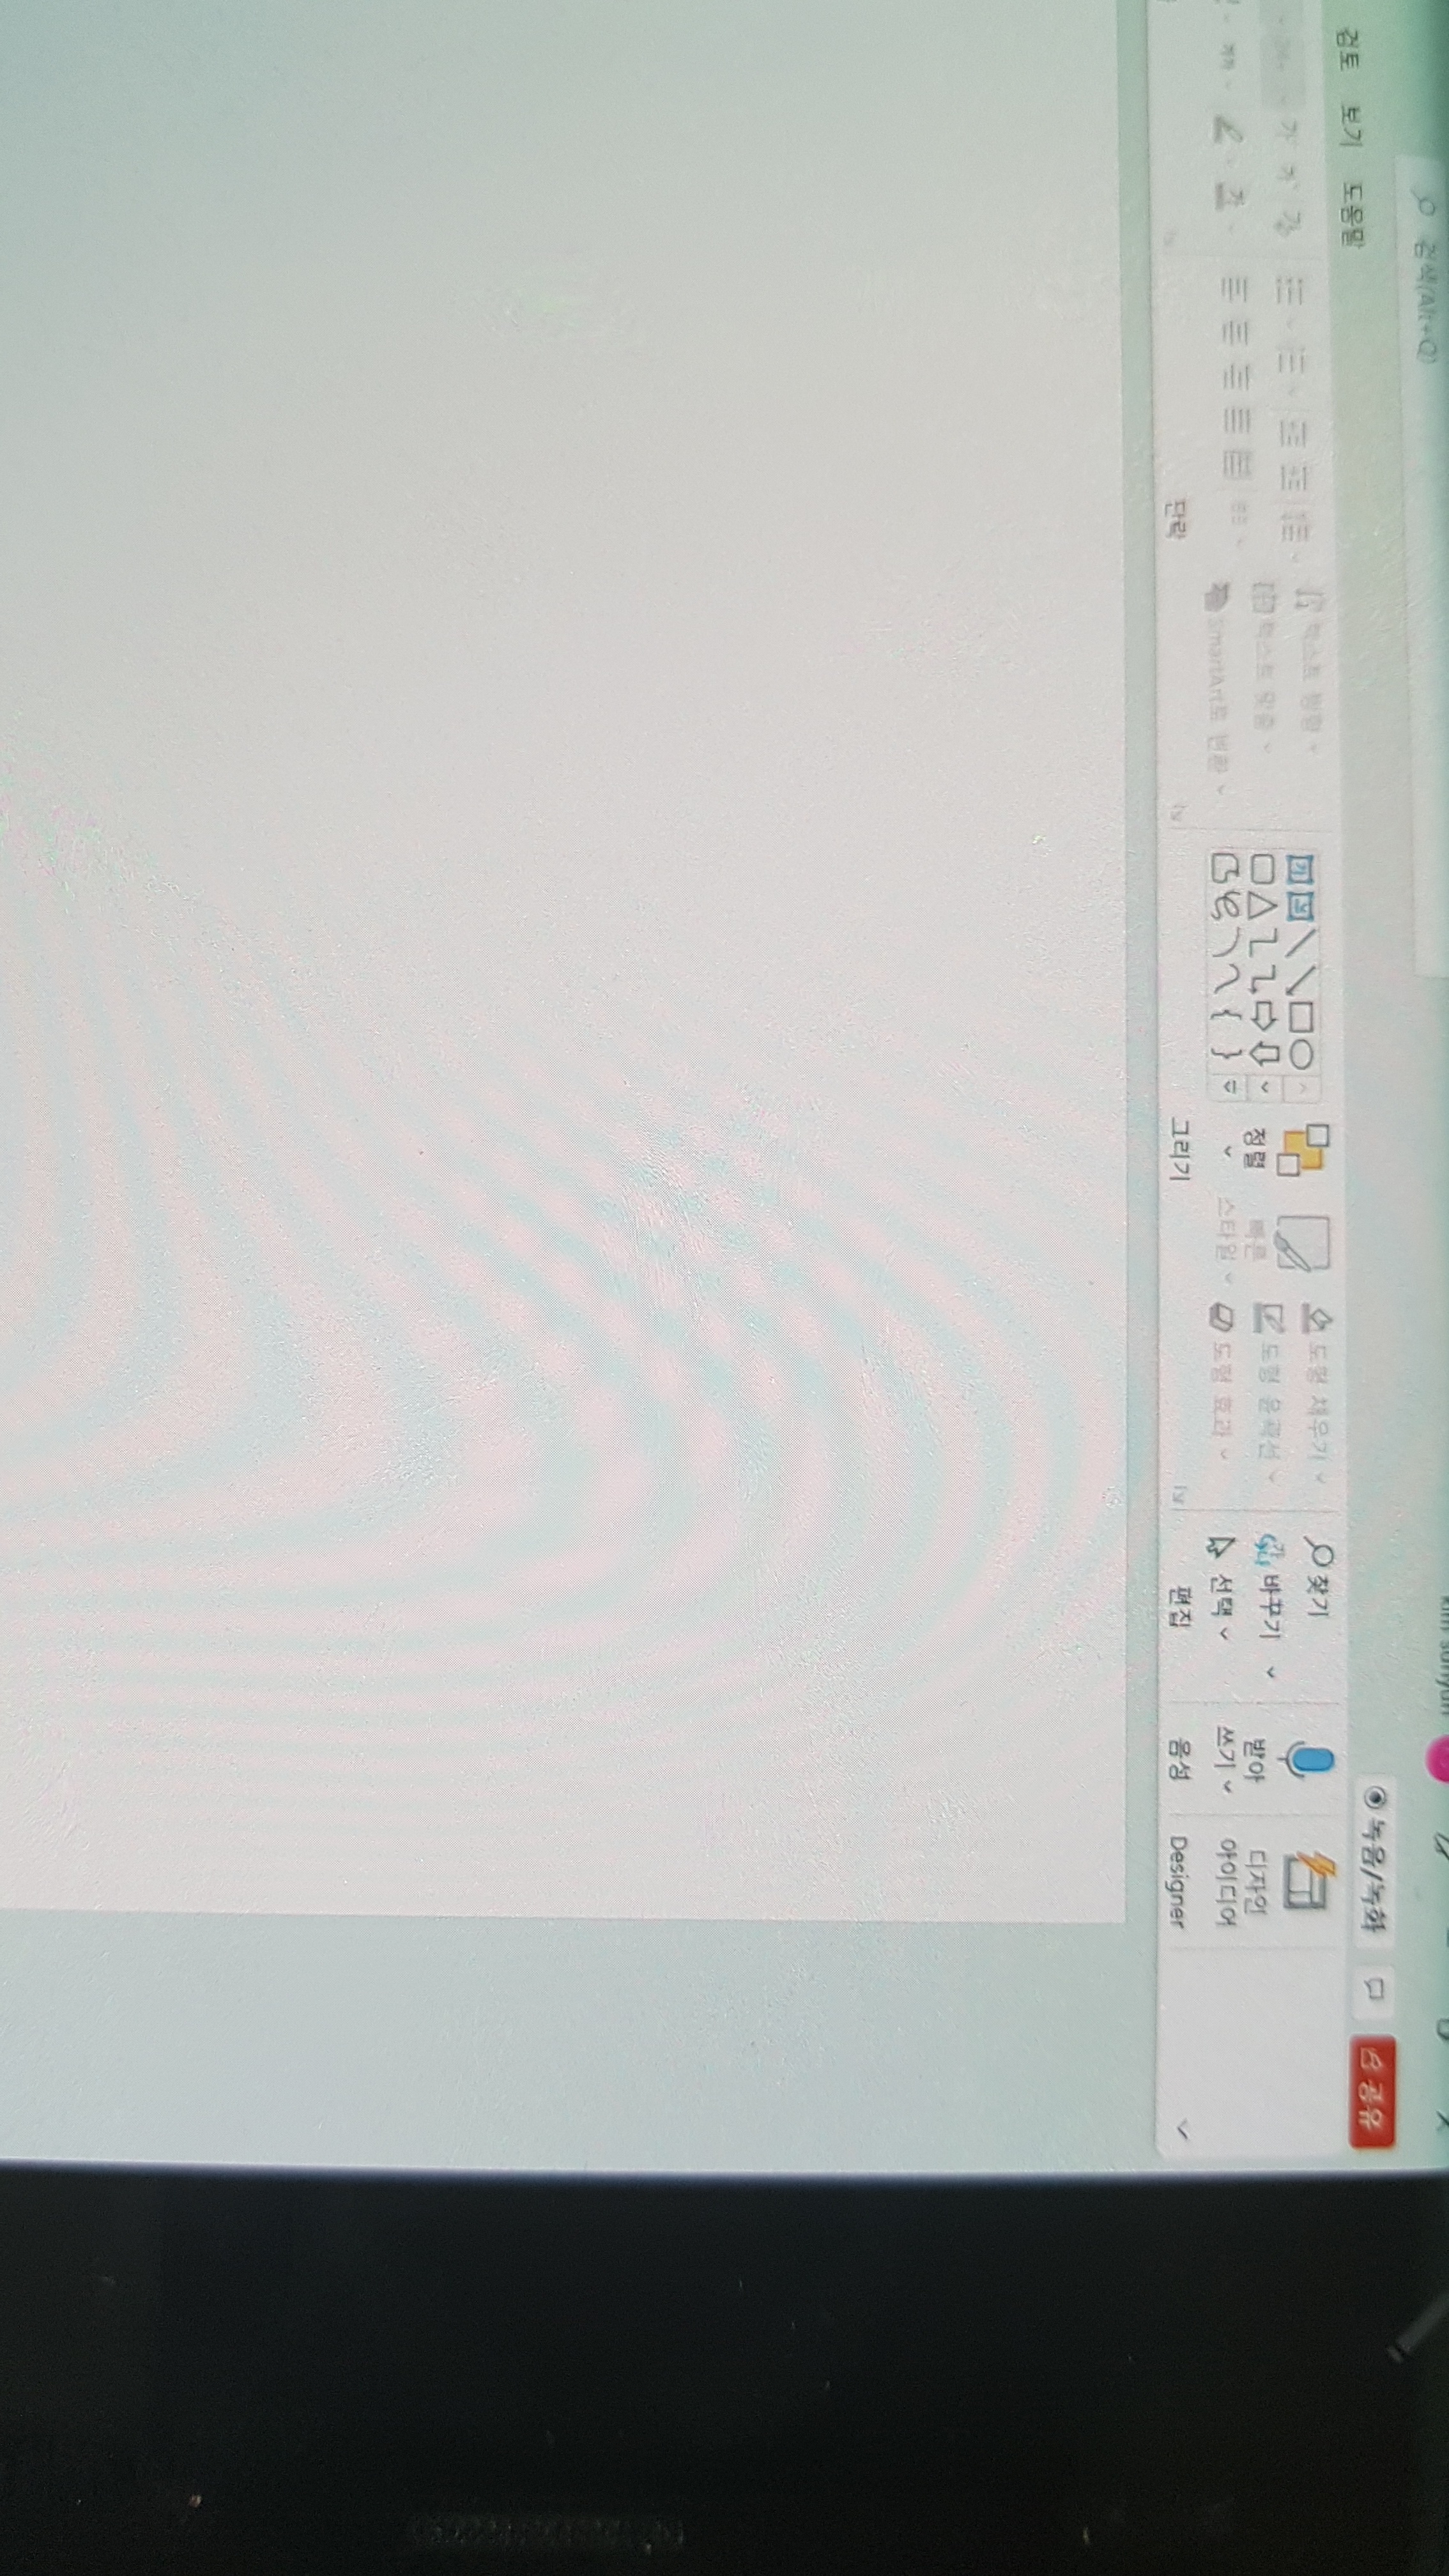 검색(Alt+Q)
검토 보기 도움말
녹음/녹화
공유
텍스트 방향
텍스트 맞춤
SmartArt로 변환
단락
정렬
빠른
스타일
도형 채우기
도형 윤곽선
도형 효과
그리기
찾기
바꾸기
선택
편집
받아
쓰기
음성
디자인
아이디어
Designer